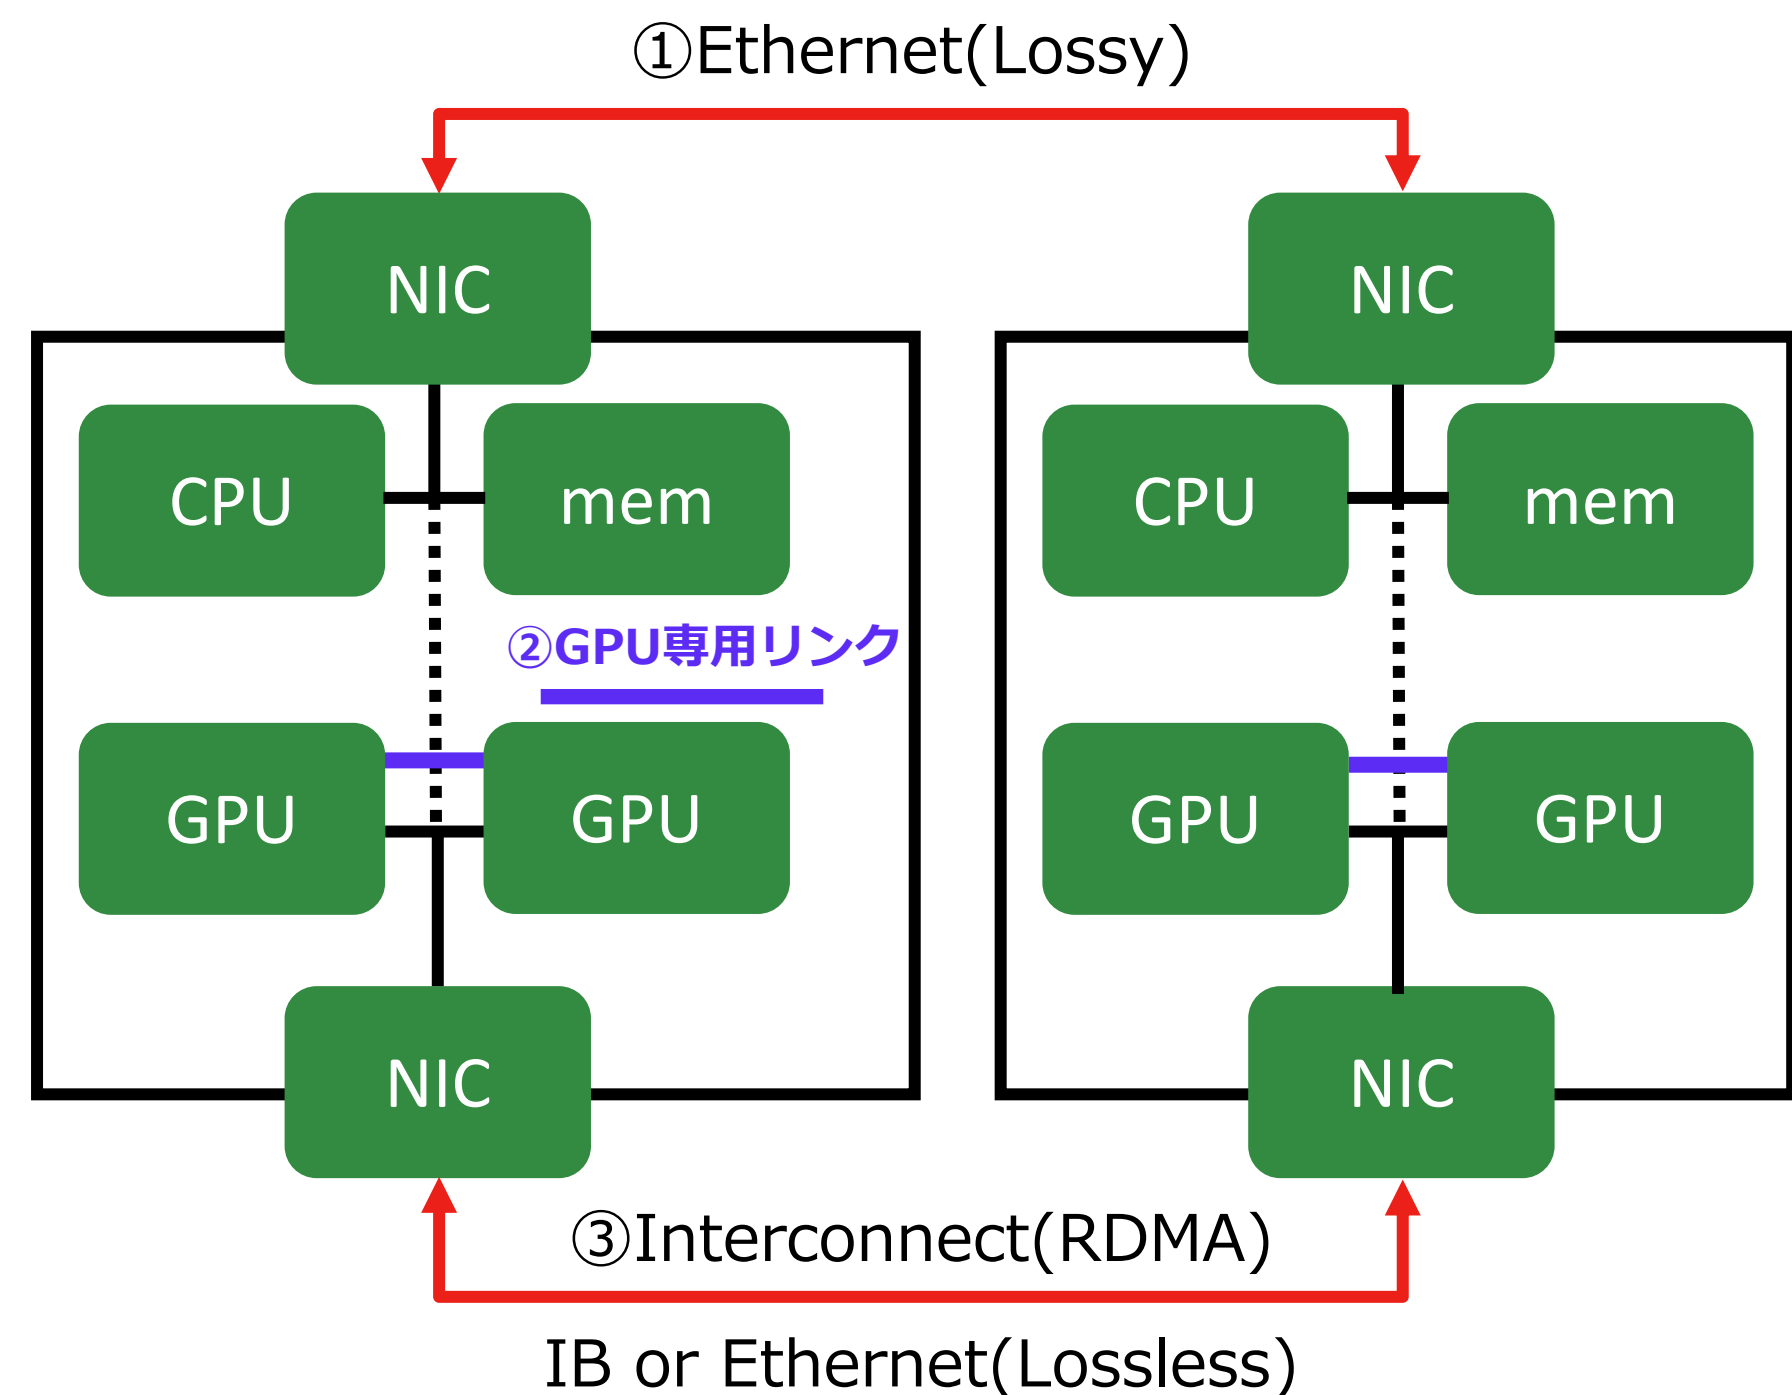 ①Ethernet(Lossy)
NIC
NIC
CPU
mem
CPU
mem
②GPU専用リンク
GPU
GPU
GPU
GPU
NIC
NIC
③Interconnect(RDMA)
IB or Ethernet(Lossless)